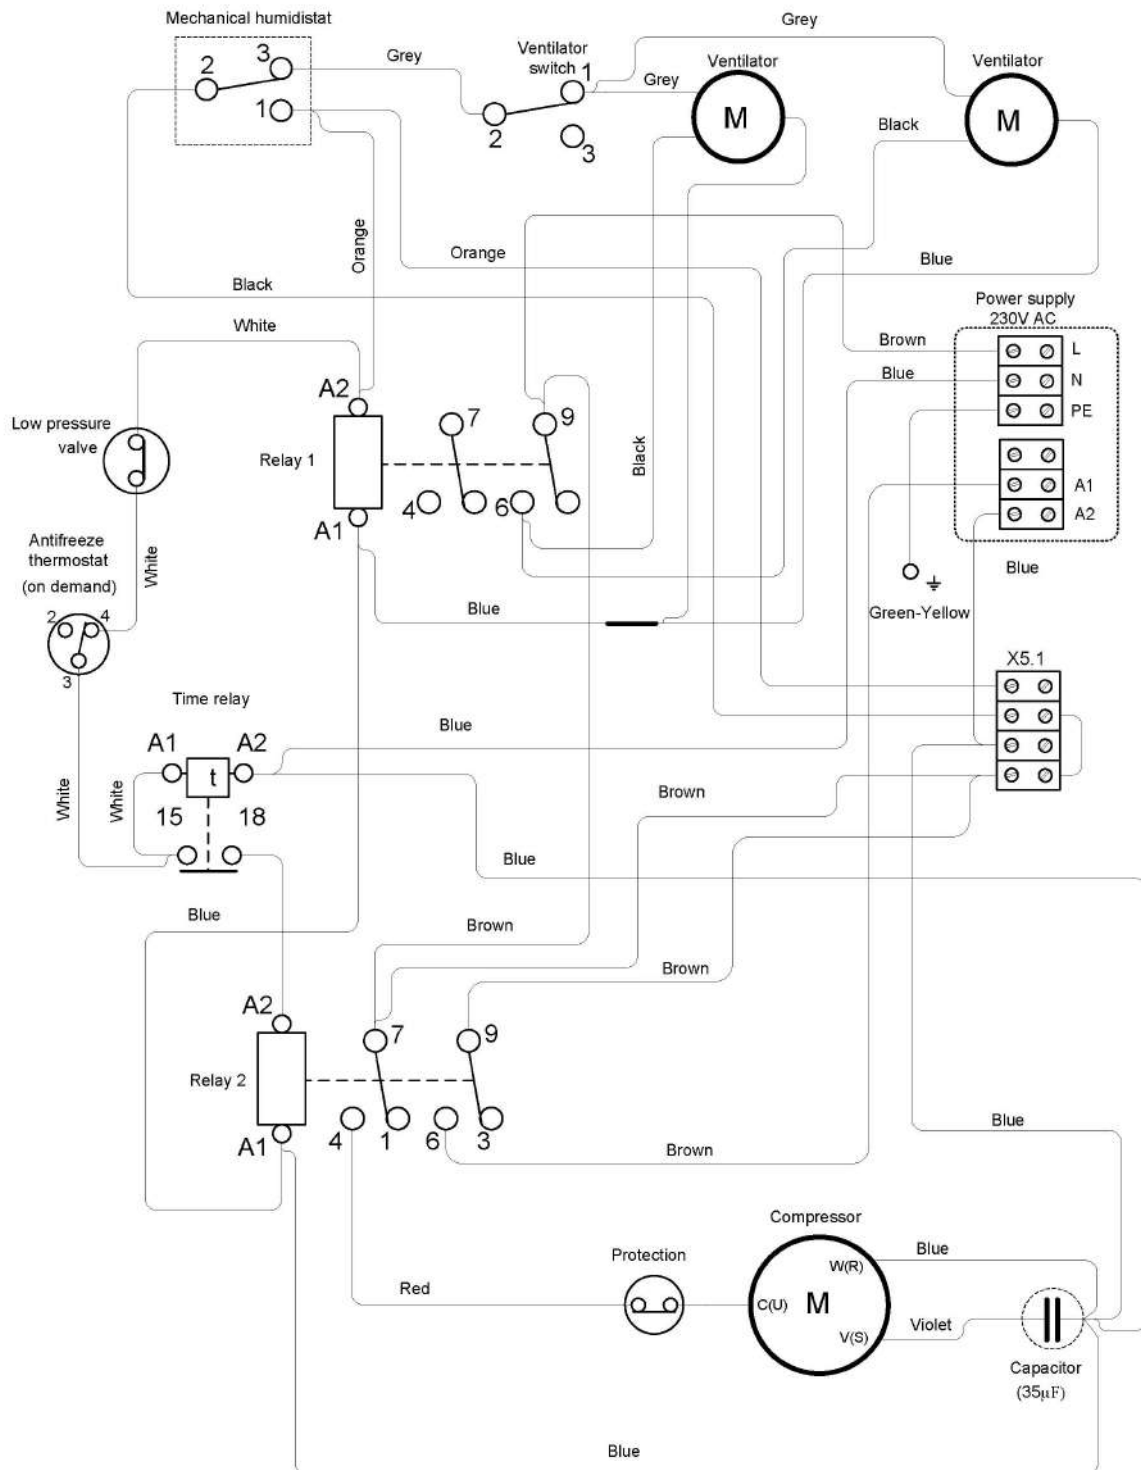 Mechanical humidistat
Grey
2
3
1
Grey
Ventilator
switch
1
2
3
Grey
Ventilator
M
Ventilator
M
Black
Orange
Orange
Black
Blue
White
Power supply
230V AC
Brown
Blue
L
N
PE
A1
A2
Low pressure
valve
A2
Relay 1
A1
7
4
9
6
Black
Antifreeze
thermostat
(on demand)
2
4
3
White
Blue
Blue
Green-Yellow
X5.1
Time relay
A1
t
A2
15
18
White
White
Blue
Brown
Blue
Blue
Brown
Brown
A2
Relay 2
A1
7
9
4
1
6
3
Brown
Blue
Compressor
Protection
W(R)
C(U)
M
V(S)
Blue
Red
Violet
Capacitor
(35µF)
Blue